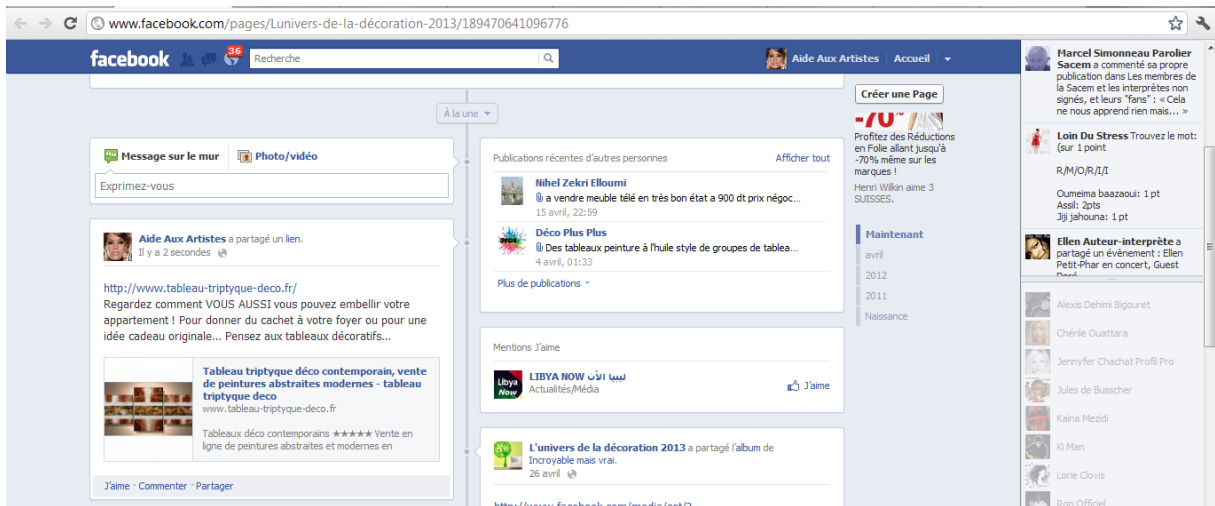 www.facebook.com/pages/Lunivers-de-la-décoration-2013/189470641096776
facebook
36
Recherche
Aide Aux Artistes
Accueil
À la une
Message sur le mur
Photo/vidéo
Exprimez-vous
Aide Aux Artistes a partagé un lien.
Il y a 2 secondes
http://www.tableau-triptyque-deco.fr/
Regardez comment VOUS AUSSI vous pouvez embellir votre
appartement ! Pour donner du cachet à votre foyer ou pour une
idée cadeau originale... Pensez aux tableaux décoratifs...
Tableau triptyque déco contemporain, vente
de peintures abstraites modernes - tableau
triptyque deco
www.tableau-triptyque-deco.fr
Tableaux déco contemporains ★★★★★ Vente en
ligne de peintures abstraites et modernes en
J'aime · Commenter · Partager
Publications récentes d'autres personnes
Afficher tout
Nihel Zekri Elloumi
a vendre meuble télé en très bon état a 900 dt prix négoc...
15 avril, 22:59
Déco Plus Plus
Des tableaux peinture à l'huile style de groupes de tablea...
4 avril, 01:33
Plus de publications
Mentions J'aime
Libya
Now
LIBYA NOW ليبيا الآن
Actualités/Média
J'aime
L'univers de la décoration 2013 a partagé l'album de
Incroyable mais vrai.
26 avril
Créer une Page
-70%
Profitez des Réductions
en Folie allant jusqu'à
-70% même sur les
marques !
Henri Wilkin aime 3
SUISSES.
Maintenant
avril
2012
2011
Naissance
Marcel Simonneau Parolier
Sacem a commenté sa propre
publication dans Les membres de
la Sacem et les interprètes non
signés, et leurs "fans" : « Cela
ne nous apprend rien mais... »
Loin Du Stress Trouvez le mot:
(sur 1 point
R/M/O/R/I/I
Oumeima baazaoui: 1 pt
Assil: 2pts
Jiji jahouna: 1 pt
Ellen Auteur-interprète a
partagé un évènement : Ellen
Petit-Phar en concert, Guest
Alexis Dehimi Bigouret
Chérile Ouattara
Jennyfer Chachat Profil Pro
Jules de Busscher
Kaina Mezidi
Ki Man
Lorie Clovis
Ron Officiel